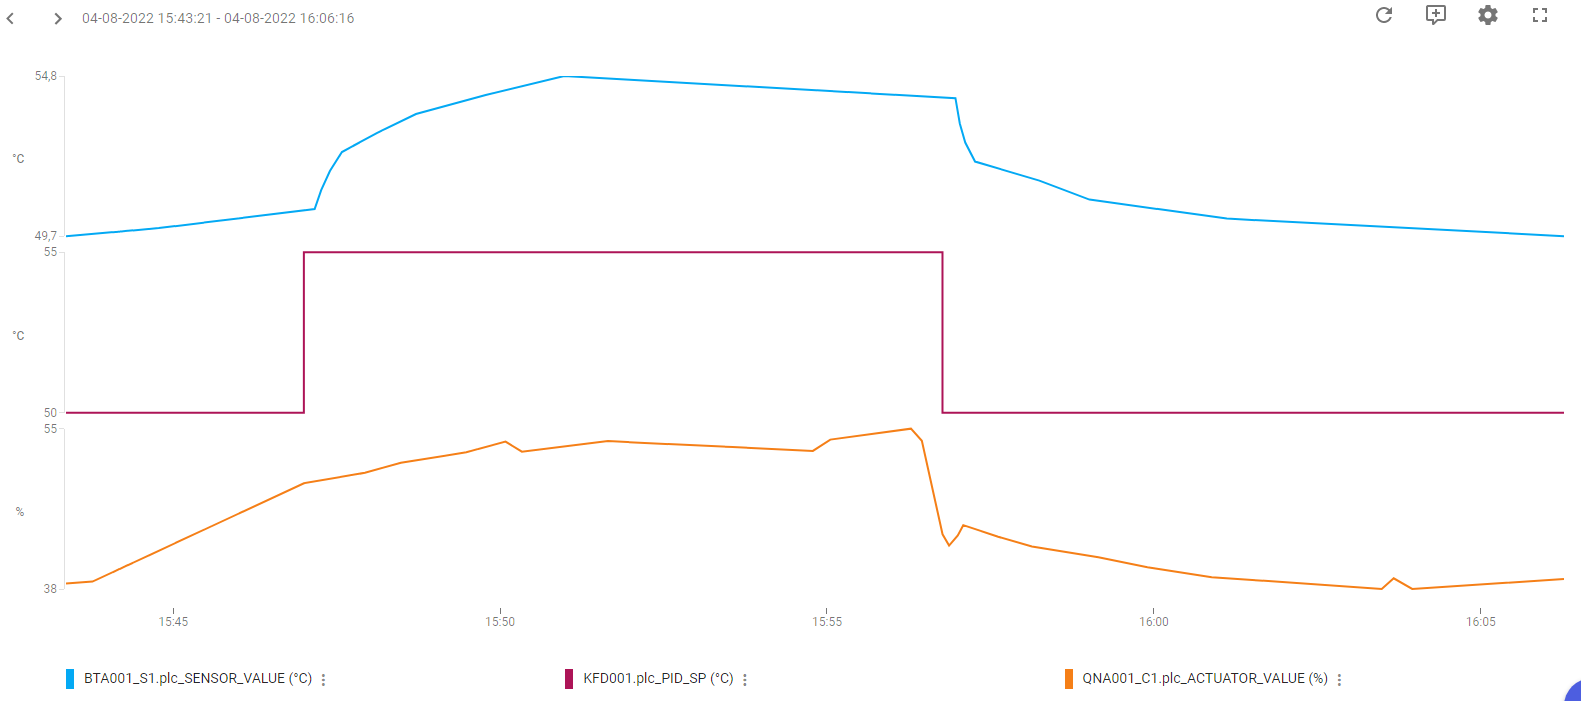 04-08-2022 15:43:21 - 04-08-2022 16:06:16
54,8
°C
49,7
55
°C
50
55
%
38
15:45 15:50 15:55 16:00 16:05
BTA001_S1.plc_SENSOR_VALUE (°C) KFD001.plc_PID_SP (°C) QNA001_C1.plc_ACTUATOR_VALUE (%)